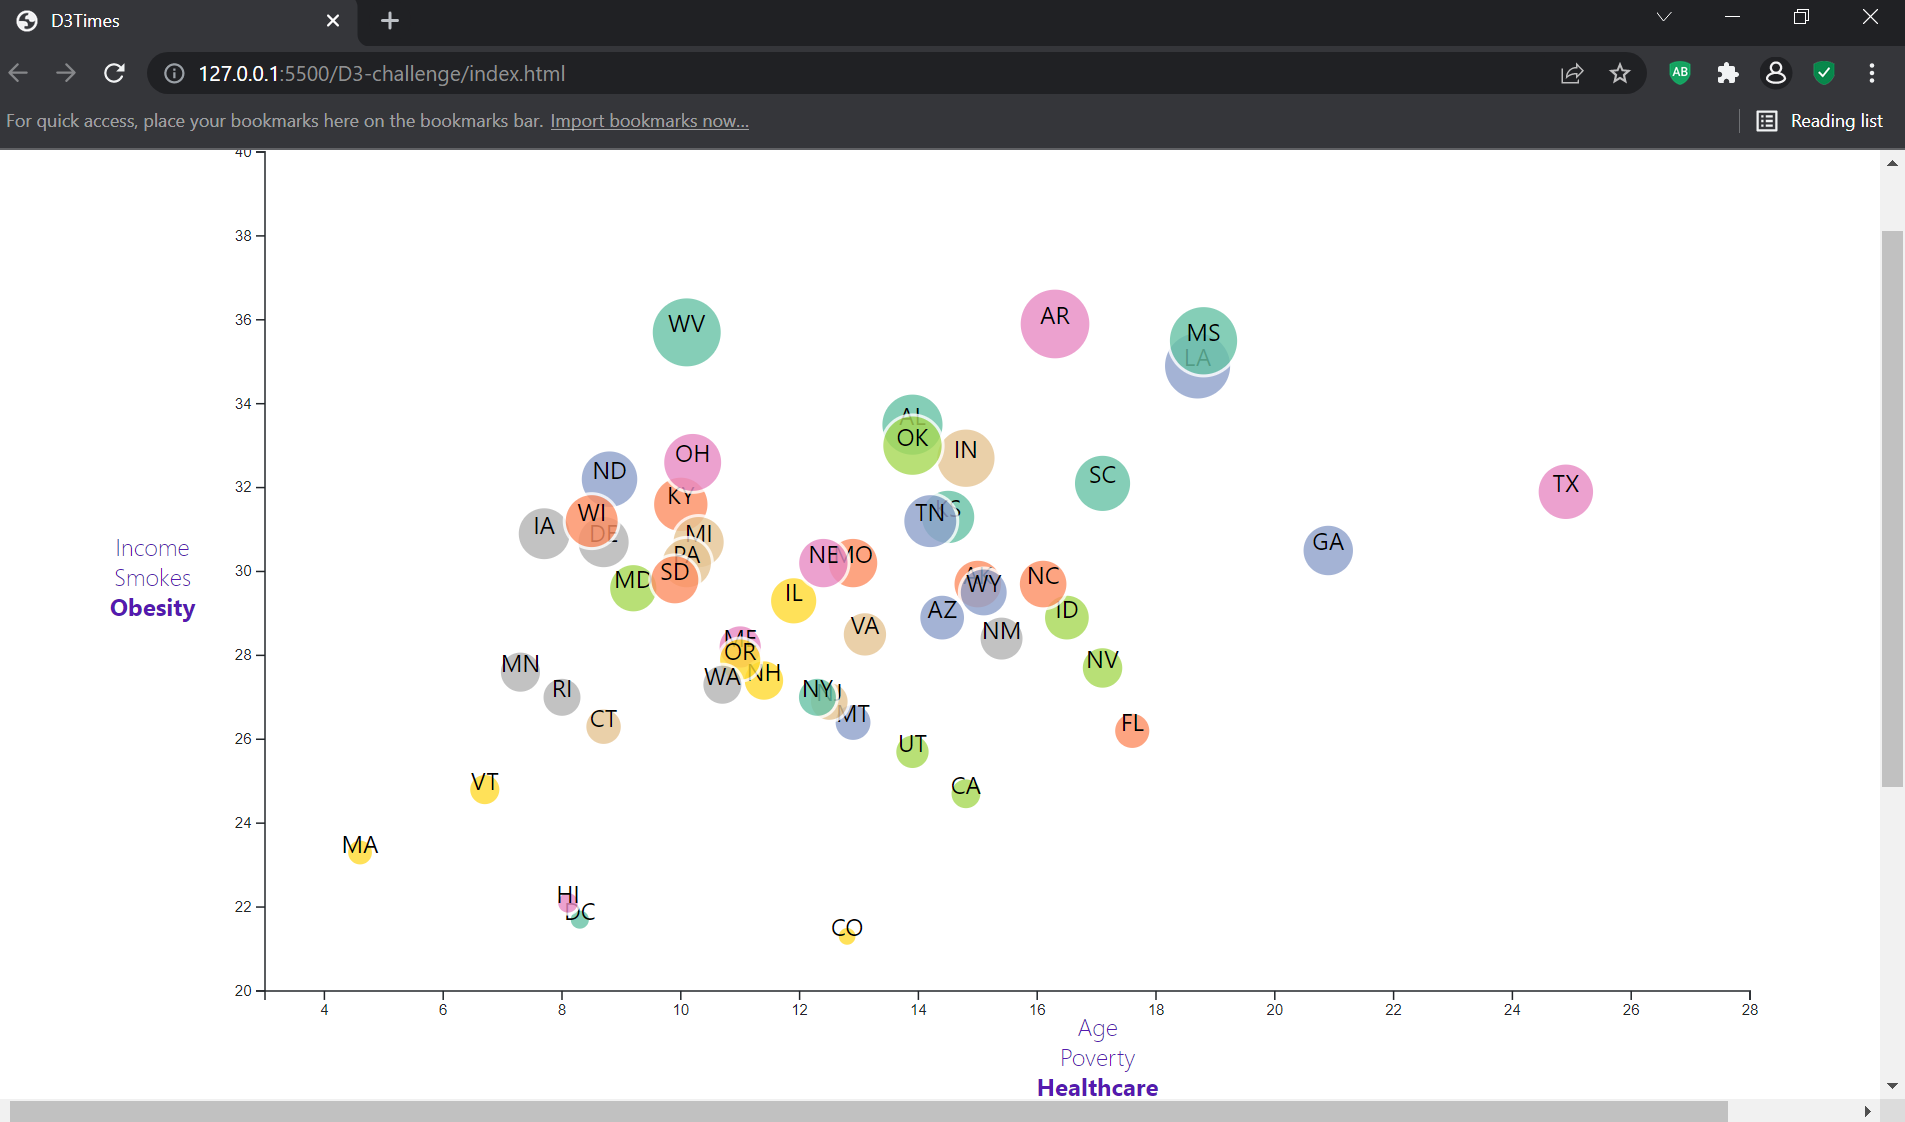 D3Times
127.0.0.1:5500/D3-challenge/index.html
AB
For quick access, place your bookmarks here on the bookmarks bar. Import bookmarks now...
Reading list
40
38
36
34
32
30
28
26
24
22
20
WV
AR
MS
LA
AL
OK
IN
OH
ND
KY
SC
TX
WI
IA
DE
MI
TN
KS
GA
PA
SD
MD
NE
MO
IL
WY
NC
ID
AZ
VA
NM
ME
OR
NH
WA
MN
RI
CT
NY
NJ
MT
NV
FL
UT
CA
VT
MA
HI
DC
CO
Income
Smokes
Obesity
4 6 8 10 12 14 16 18 20 22 24 26 28
Age
Poverty
Healthcare